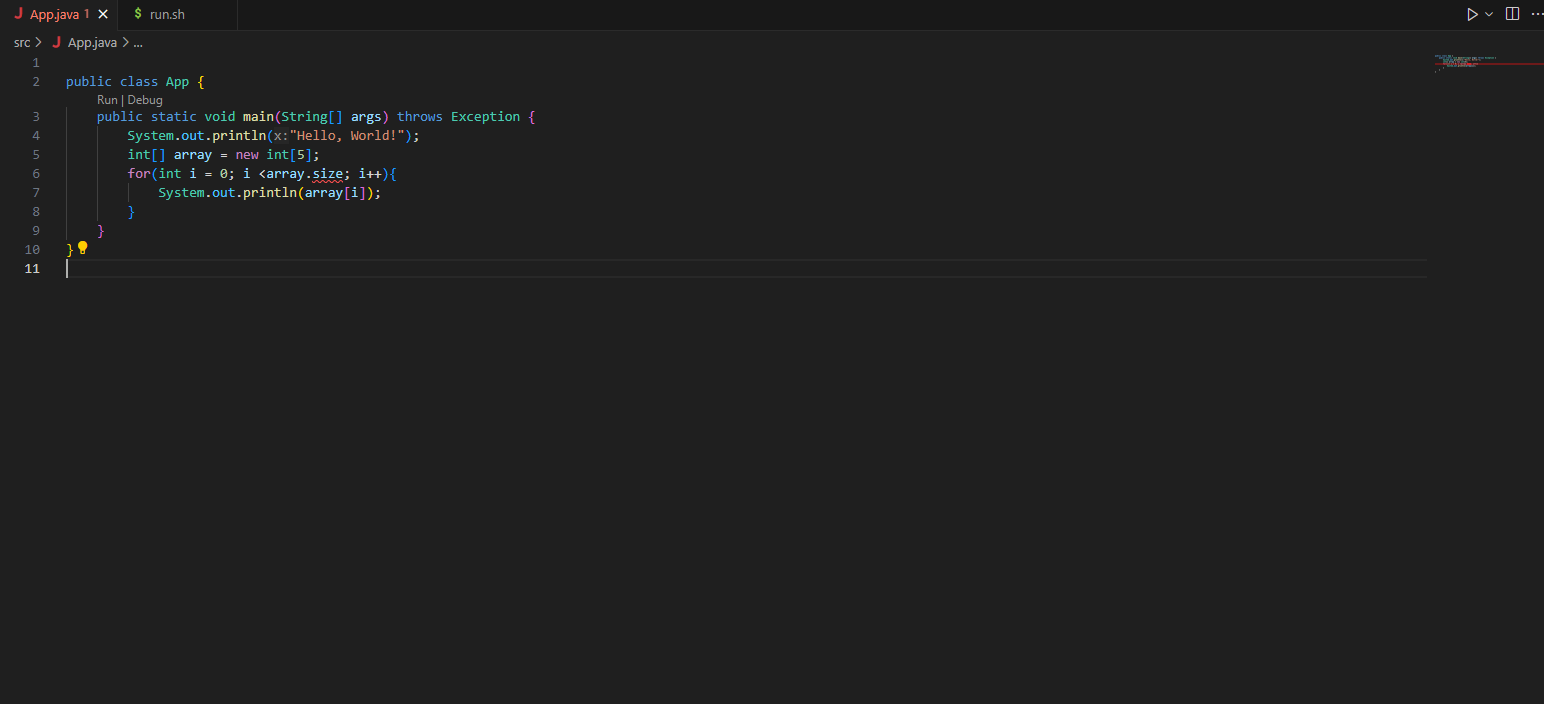 J App.java 1 × $ run.sh
src > J App.java > ...
1
2 public class App {
Run | Debug
3 public static void main(String[] args) throws Exception {
4 System.out.println(x:"Hello, World!");
5 int[] array = new int[5];
6 for(int i = 0; i <array.size; i++){
7 System.out.println(array[i]);
8 }
9 }
10 }
11